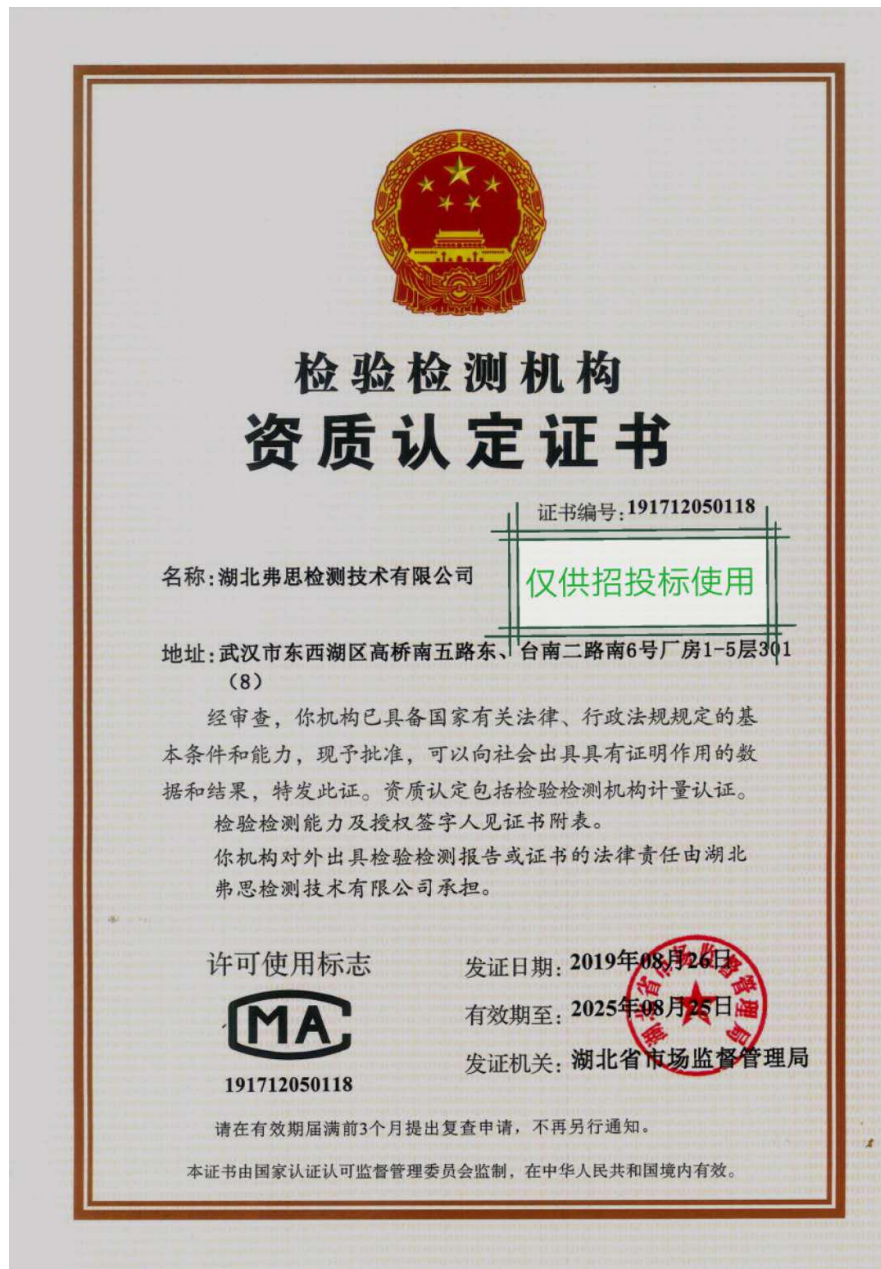 检验检测机构
资质认定证书
证书编号:191712050118
名称:湖北弗思检测技术有限公司
仅供招投标使用
地址:武汉市东西湖区高桥南五路东、台南二路南6号厂房1-5层301
(8)
经审查，你机构已具备国家有关法律、行政法规规定的基
本条件和能力，现予批准，可以向社会出具具有证明作用的数
据和结果，特发此证。资质认定包括检验检测机构计量认证。
检验检测能力及授权签字人见证书附表。
你机构对外出具检验检测报告或证书的法律责任由湖北
弗思检测技术有限公司承担。
许可使用标志
MA
191712050118
发证日期:2019年08月26日
有效期至:2025年08月25日
发证机关:湖北省市场监督管理局
湖北省市场监督管理局
请在有效期届满前3个月提出复查申请，不再另行通知。
本证书由国家认证认可监督管理委员会监制，在中华人民共和国境内有效。